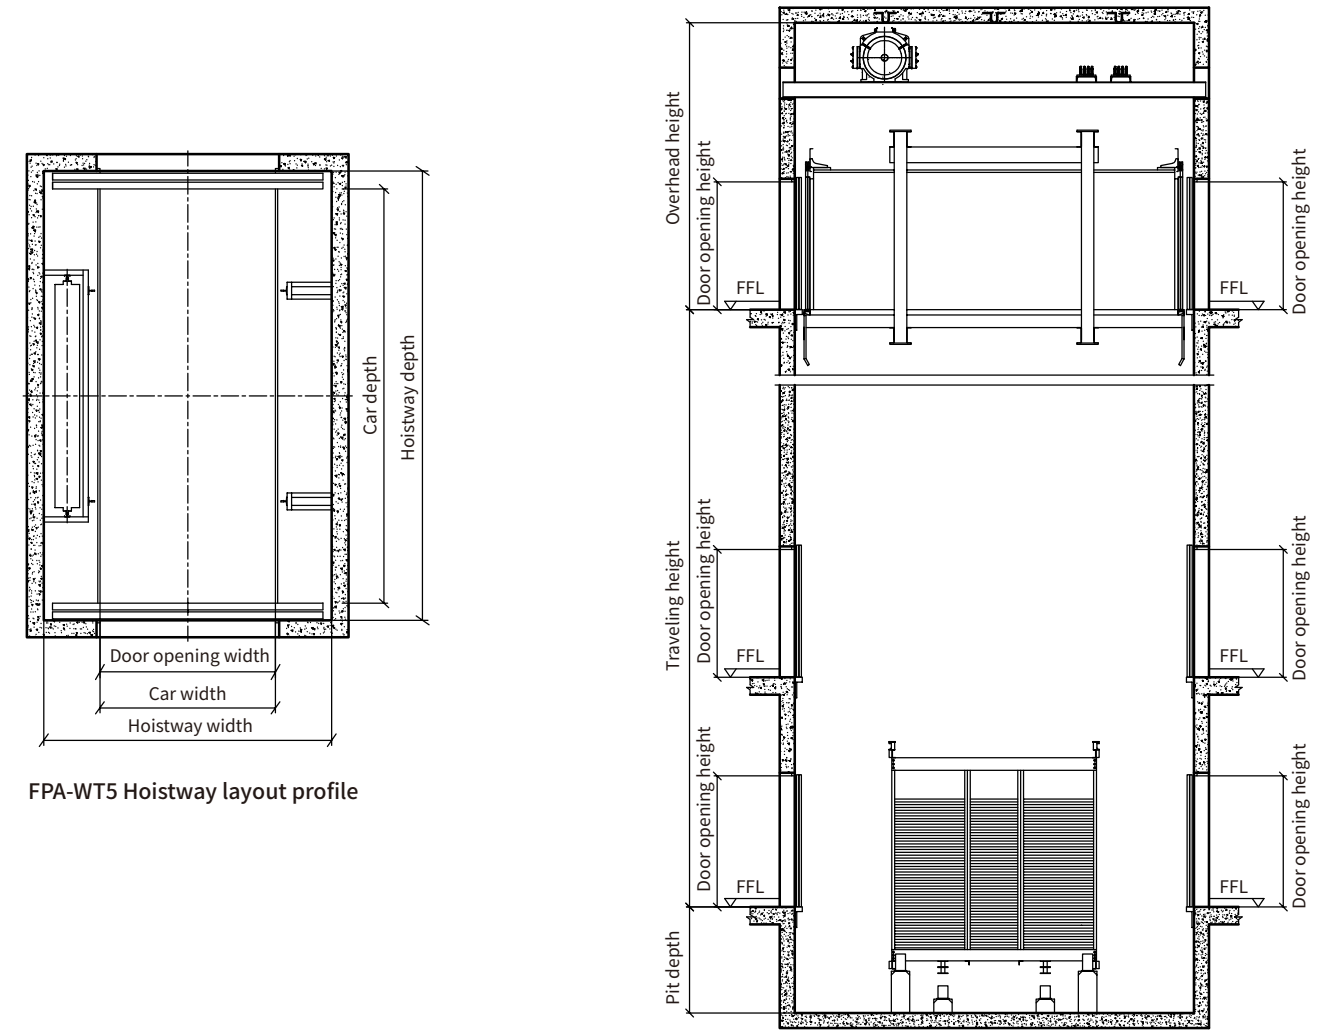 Car depth
Hoistway depth
Door opening width
Car width
Hoistway width
FPA-WT5 Hoistway layout profile
Overhead height
Door opening height
FFL
FFL
Door opening height
Traveling height
Door opening height
FFL
FFL
Door opening height
Door opening height
FFL
FFL
Door opening height
Pit depth